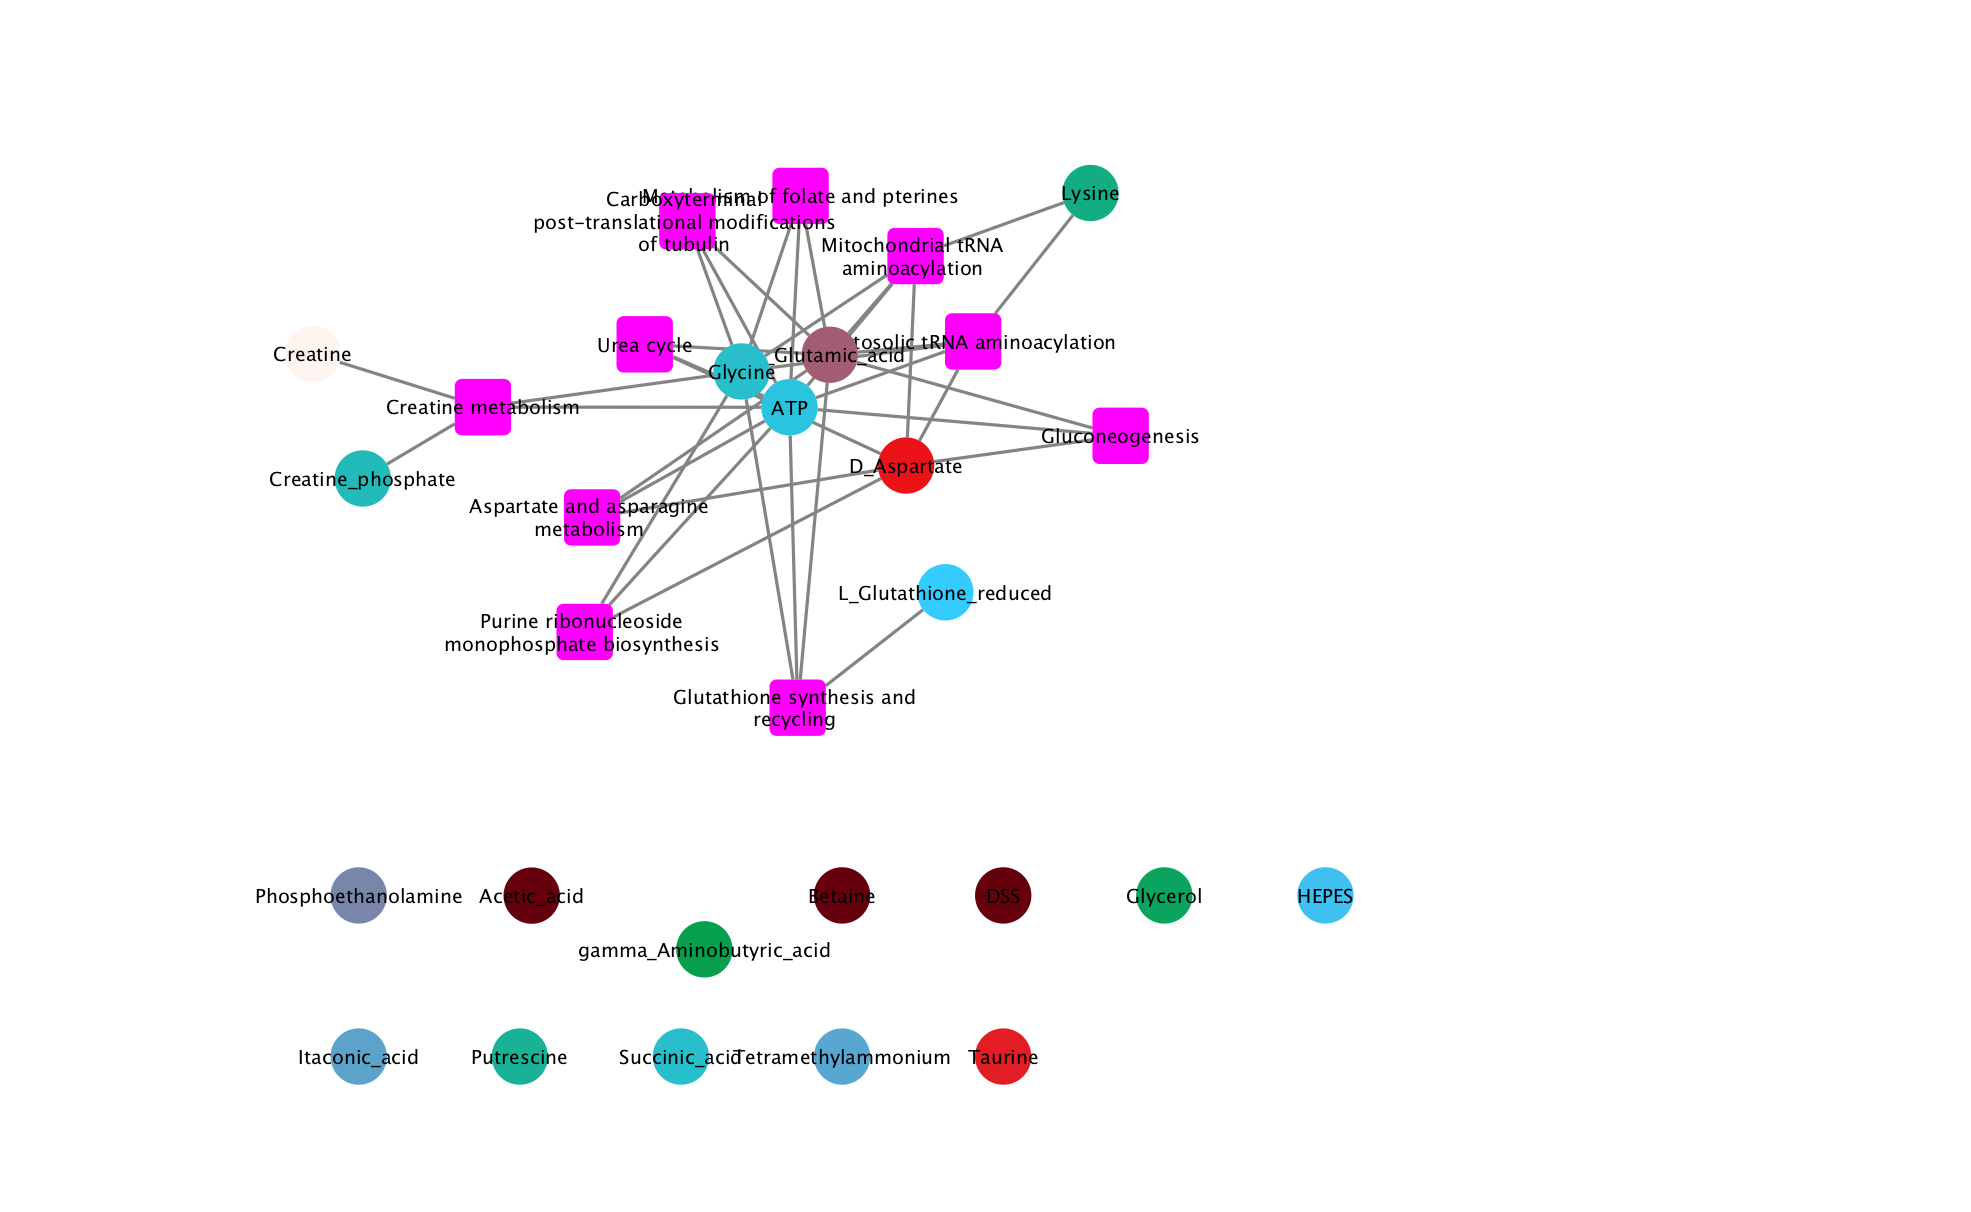 Metabolism of folate and pterines
Carboxyterminal
post-translational modifications
of tubulin
Lysine
Mitochondrial tRNA
aminoacylation
Urea cycle
tosolic tRNA aminoacylation
Creatine
_Glutamic_acid
Glycine
Creatine metabolism
ATP
Gluconeogenesis
D_Aspartate
Creatine_phosphate
Aspartate and asparagine
metabolism
L_Glutathione_reduced
Purine ribonucleoside
monophosphate biosynthesis
Glutathione synthesis and
recycling
Phosphoethanolamine
Acetic_acid
Betaine
DSS
Glycerol
HEPES
gamma_Aminobutyric_acid
Itaconic_acid
Putrescine
Succinic_acid
Tetramethylammonium
Taurine